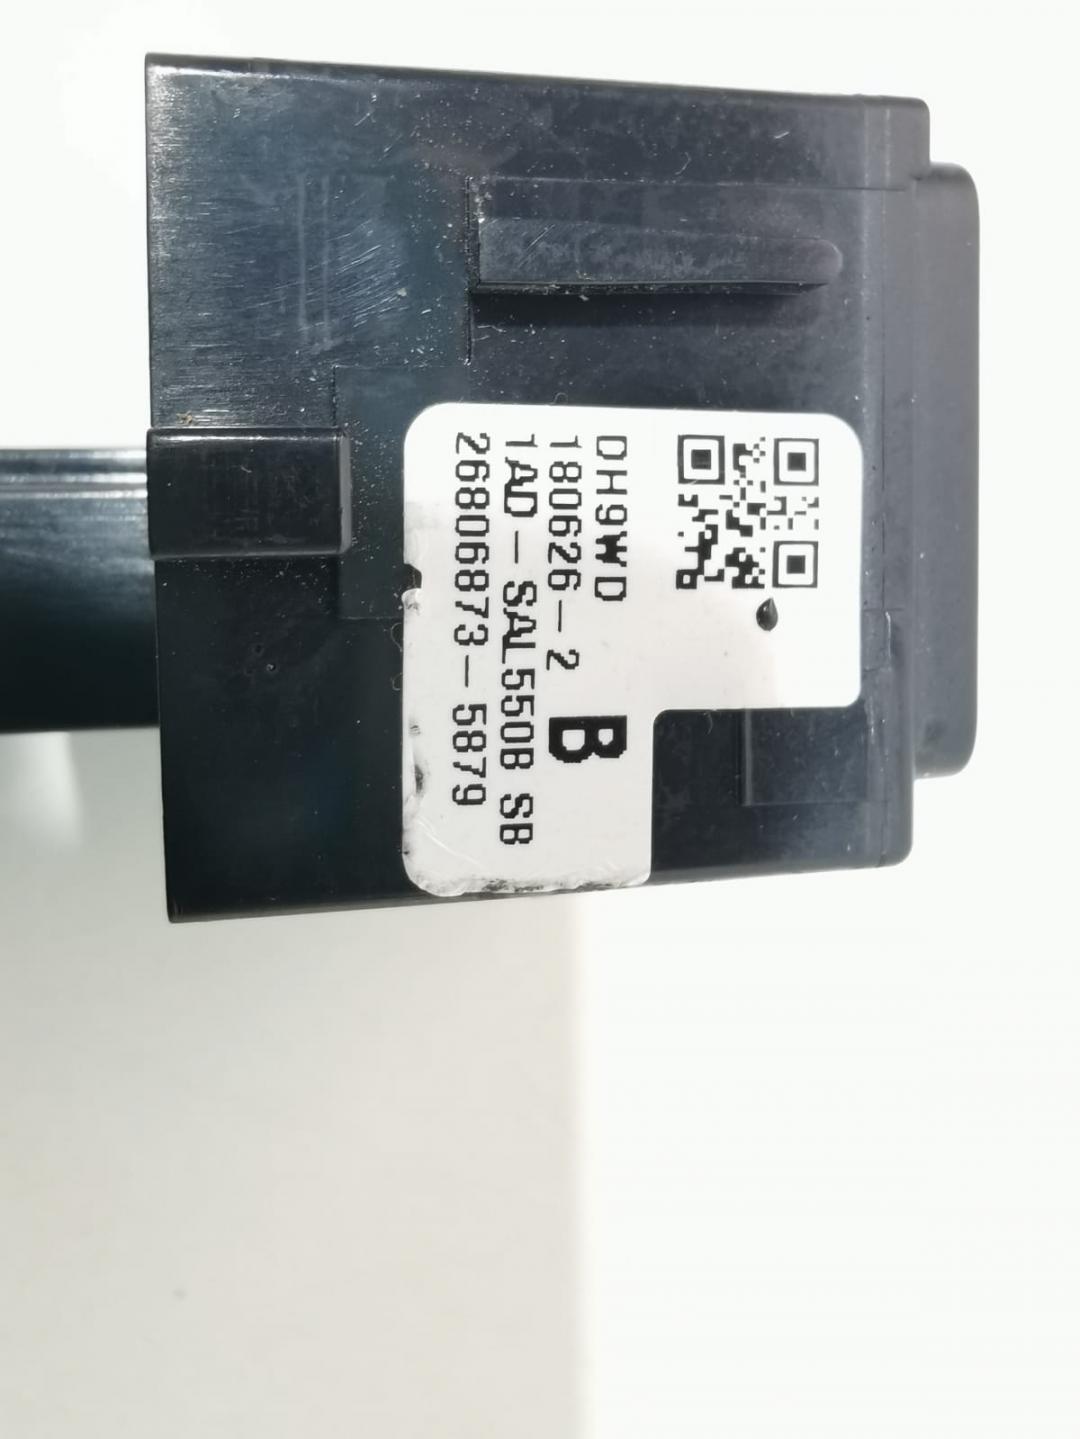 DH9WD
180626-2
B
1AD-SAL550B SB
26806873-5879